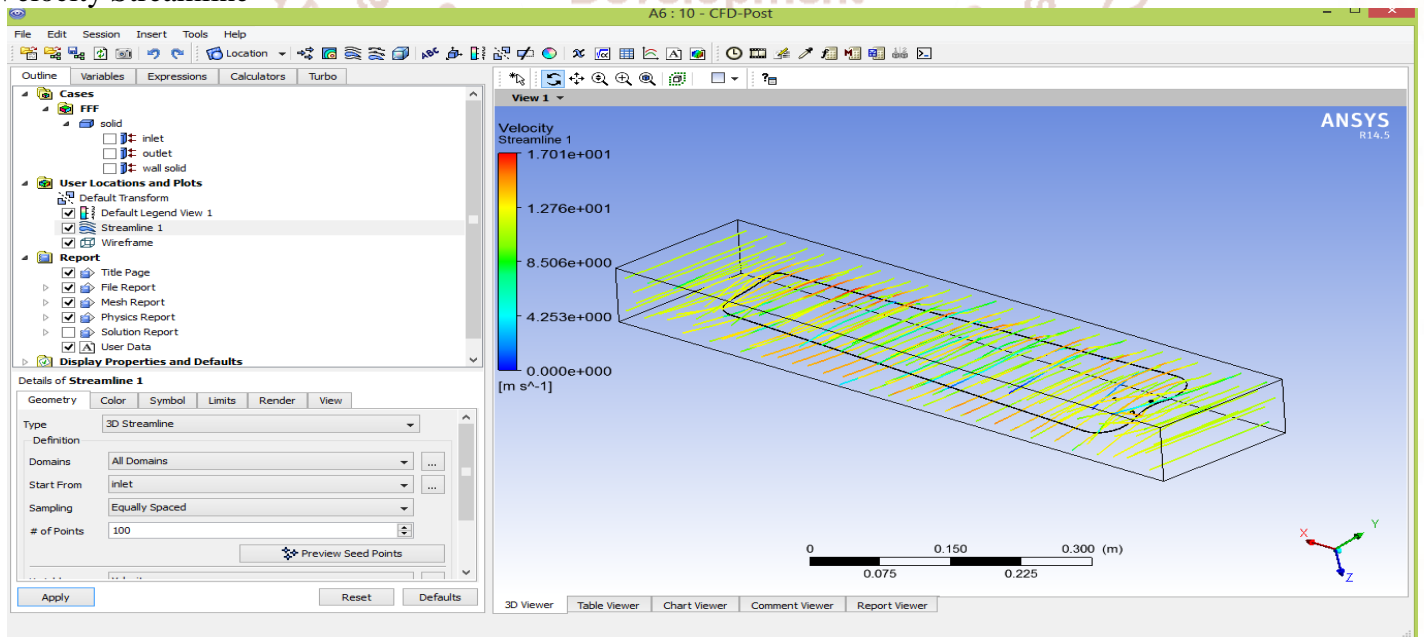 Velocity Streamline
Development
A6 : 10 - CFD-Post
File Edit Session Insert Tools Help
Location
Outline Variables Expressions Calculators Turbo
Cases
FFF
solid
inlet
outlet
wall solid
User Locations and Plots
Default Transform
Default Legend View 1
Streamline 1
Wireframe
Report
Title Page
File Report
Mesh Report
Physics Report
Solution Report
A User Data
Display Properties and Defaults
Details of Streamline 1
Geometry Color Symbol Limits Render View
Type 3D Streamline
Definition
Domains All Domains ...
Start From inlet ...
Sampling Equally Spaced
# of Points 100
Preview Seed Points
Apply Reset Defaults
View 1
Velocity
Streamline 1
1.701e+001
1.276e+001
8.506e+000
4.253e+000
0.000e+000
[m s^-1]
ANSYS
R14.5
0 0.150 0.300 (m)
0.075 0.225
X Y
Z
3D Viewer Table Viewer Chart Viewer Comment Viewer Report Viewer